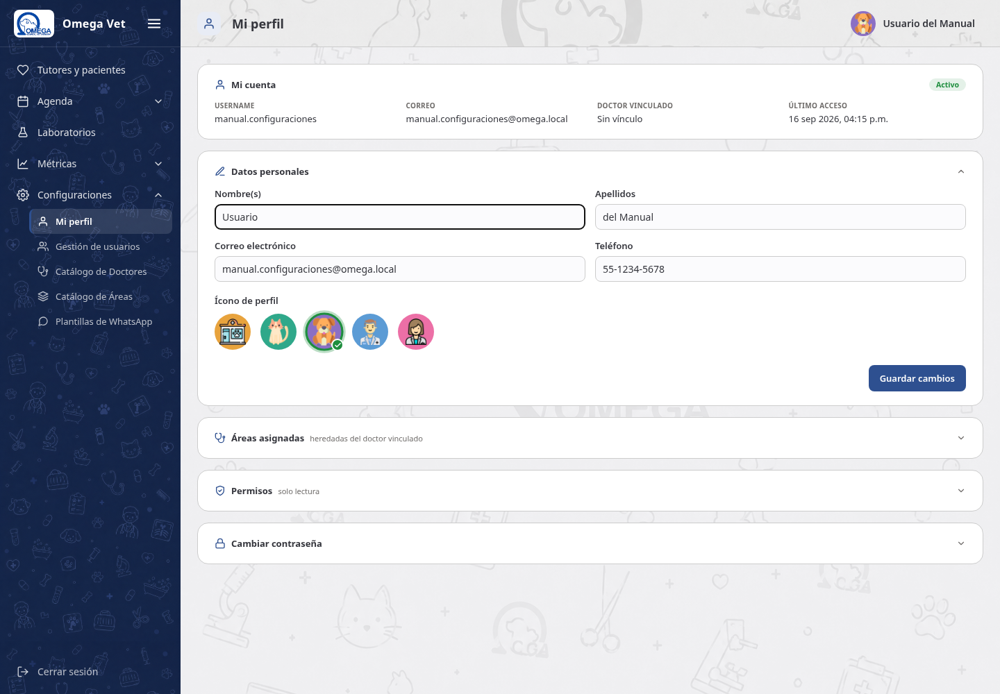 OMEGA
Omega Vet
Mi perfil
Usuario del Manual
Tutores y pacientes
Agenda
Laboratorios
Métricas
Configuraciones
Mi perfil
Gestión de usuarios
Catálogo de Doctores
Catálogo de Áreas
Plantillas de WhatsApp
Cerrar sesión
Mi cuenta
Activo
USERNAME
manual.configuraciones
CORREO
manual.configuraciones@omega.local
DOCTOR VINCULADO
Sin vínculo
ÚLTIMO ACCESO
16 sep 2026, 04:15 p.m.
Datos personales
Nombre(s)
Usuario
Apellidos
del Manual
Correo electrónico
manual.configuraciones@omega.local
Teléfono
55-1234-5678
Ícono de perfil
Guardar cambios
OMEGA
Áreas asignadas heredadas del doctor vinculado
Permisos solo lectura
Cambiar contraseña